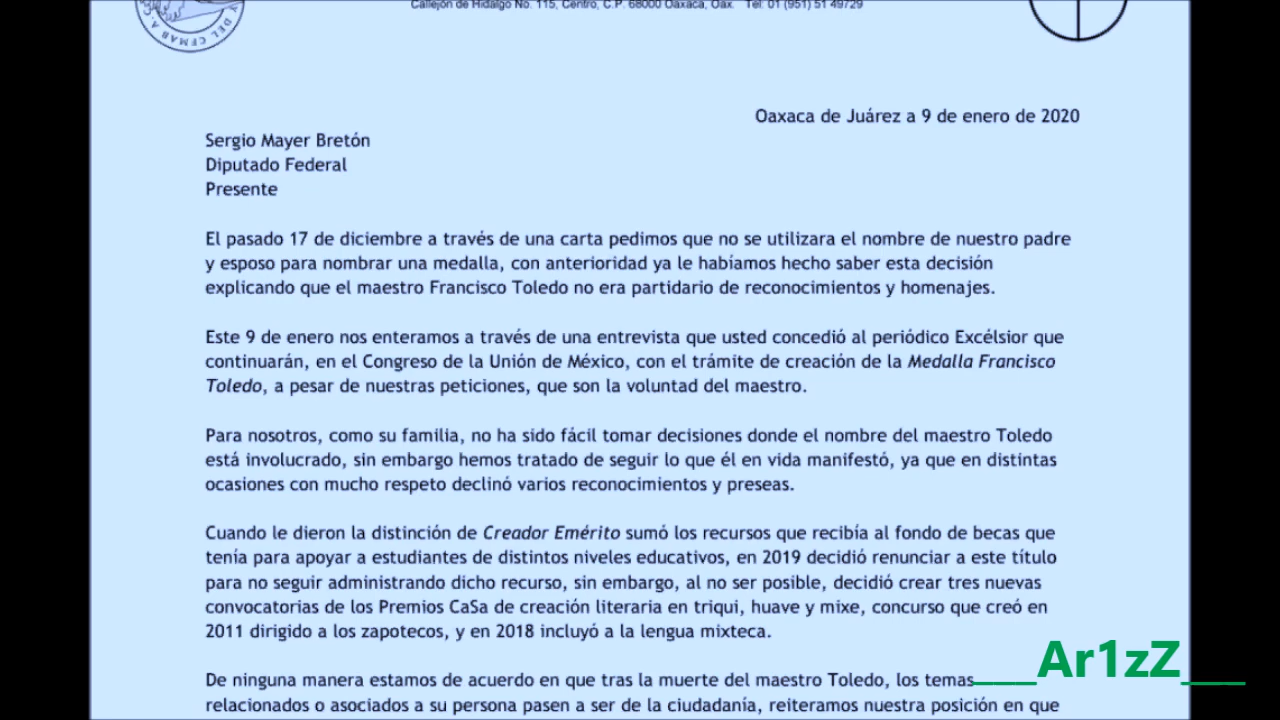 Callejón de Hidalgo No. 115, Centro, C.P. 68000 Oaxaca, Oax. Tel: 01 (951) 51 49729
Y DEL CFMAB A.C.
Oaxaca de Juárez a 9 de enero de 2020
Sergio Mayer Bretón
Diputado Federal
Presente
El pasado 17 de diciembre a través de una carta pedimos que no se utilizara el nombre de nuestro padre
y esposo para nombrar una medalla, con anterioridad ya le habíamos hecho saber esta decisión
explicando que el maestro Francisco Toledo no era partidario de reconocimientos y homenajes.
Este 9 de enero nos enteramos a través de una entrevista que usted concedió al periódico Excélsior que
continuarán, en el Congreso de la Unión de México, con el trámite de creación de la Medalla Francisco
Toledo, a pesar de nuestras peticiones, que son la voluntad del maestro.
Para nosotros, como su familia, no ha sido fácil tomar decisiones donde el nombre del maestro Toledo
está involucrado, sin embargo hemos tratado de seguir lo que él en vida manifestó, ya que en distintas
ocasiones con mucho respeto declinó varios reconocimientos y preseas.
Cuando le dieron la distinción de Creador Emérito sumó los recursos que recibía al fondo de becas que
tenía para apoyar a estudiantes de distintos niveles educativos, en 2019 decidió renunciar a este título
para no seguir administrando dicho recurso, sin embargo, al no ser posible, decidió crear tres nuevas
convocatorias de los Premios CaSa de creación literaria en triqui, huave y mixe, concurso que creó en
2011 dirigido a los zapotecos, y en 2018 incluyó a la lengua mixteca.
De ninguna manera estamos de acuerdo en que tras la muerte del maestro Toledo, los temas
relacionados o asociados a su persona pasen a ser de la ciudadanía, reiteramos nuestra posición en que
___Ar1zZ___